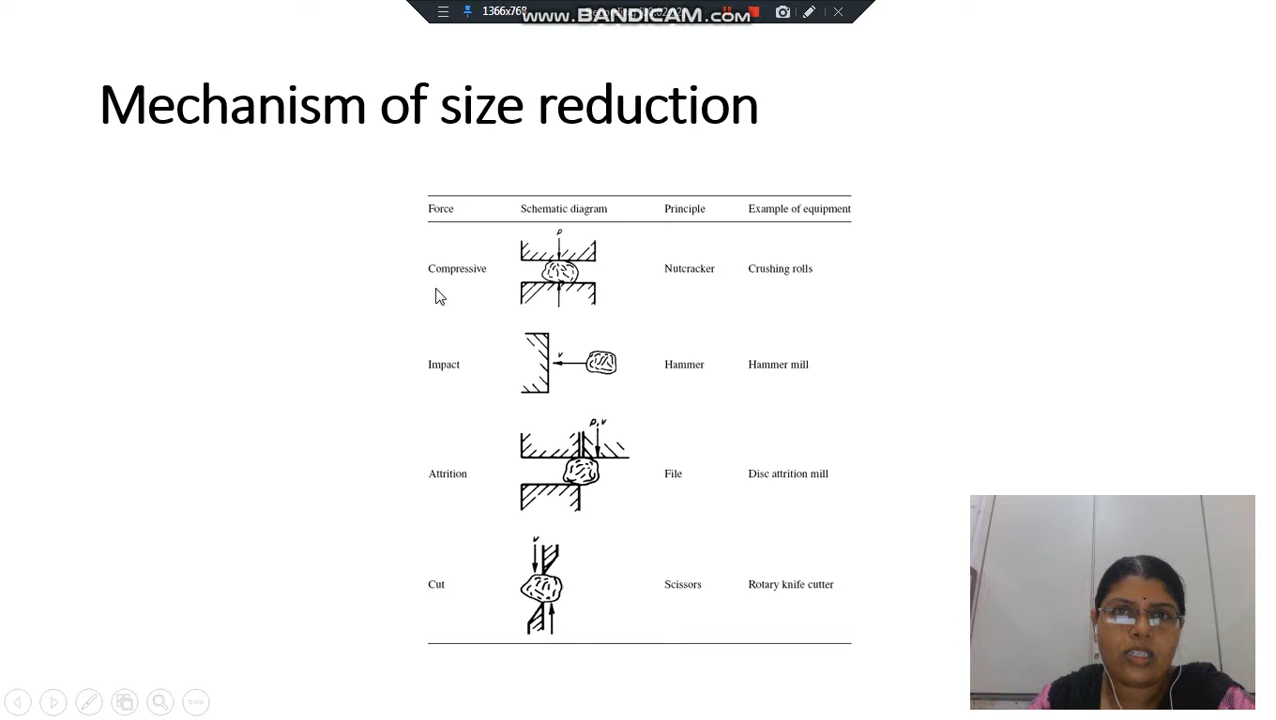 1366x768
www.BANDICAM.com
Mechanism of size reduction
Force Schematic diagram Principle Example of equipment
p
Compressive Nutcracker Crushing rolls
v
Impact Hammer Hammer mill
p, v
Attrition File Disc attrition mill
v
Cut Scissors Rotary knife cutter